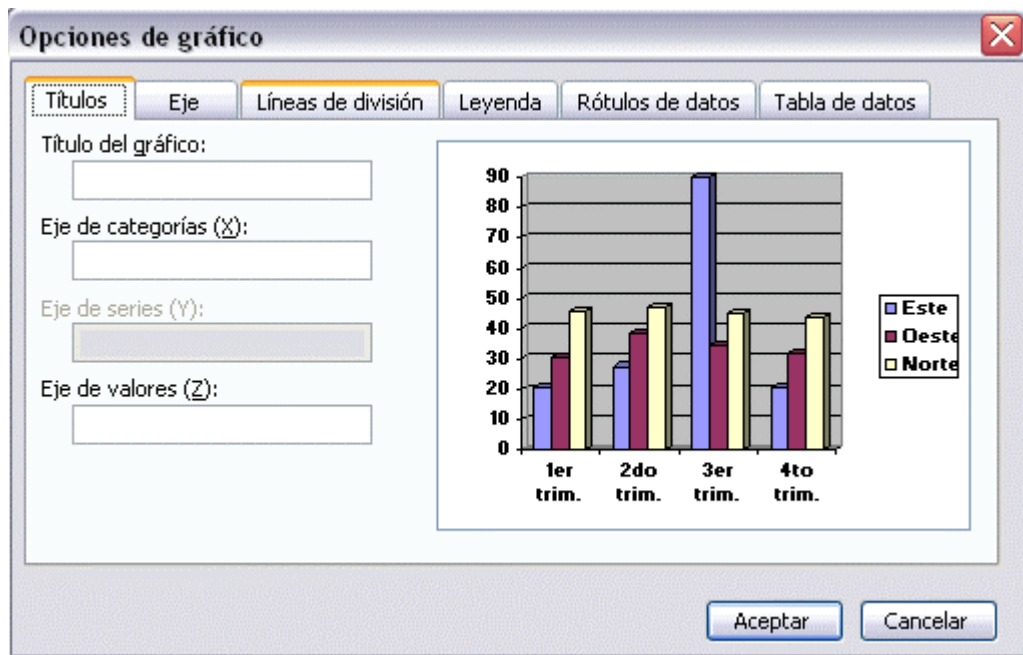 Opciones de gráfico
Títulos
Eje
Líneas de división
Leyenda
Rótulos de datos
Tabla de datos
Título del gráfico:
Eje de categorías (X):
Eje de series (Y):
Eje de valores (Z):
90
80
70
60
50
40
30
20
10
0
1er trim.
2do trim.
3er trim.
4to trim.
Este
Oeste
Norte
Aceptar
Cancelar